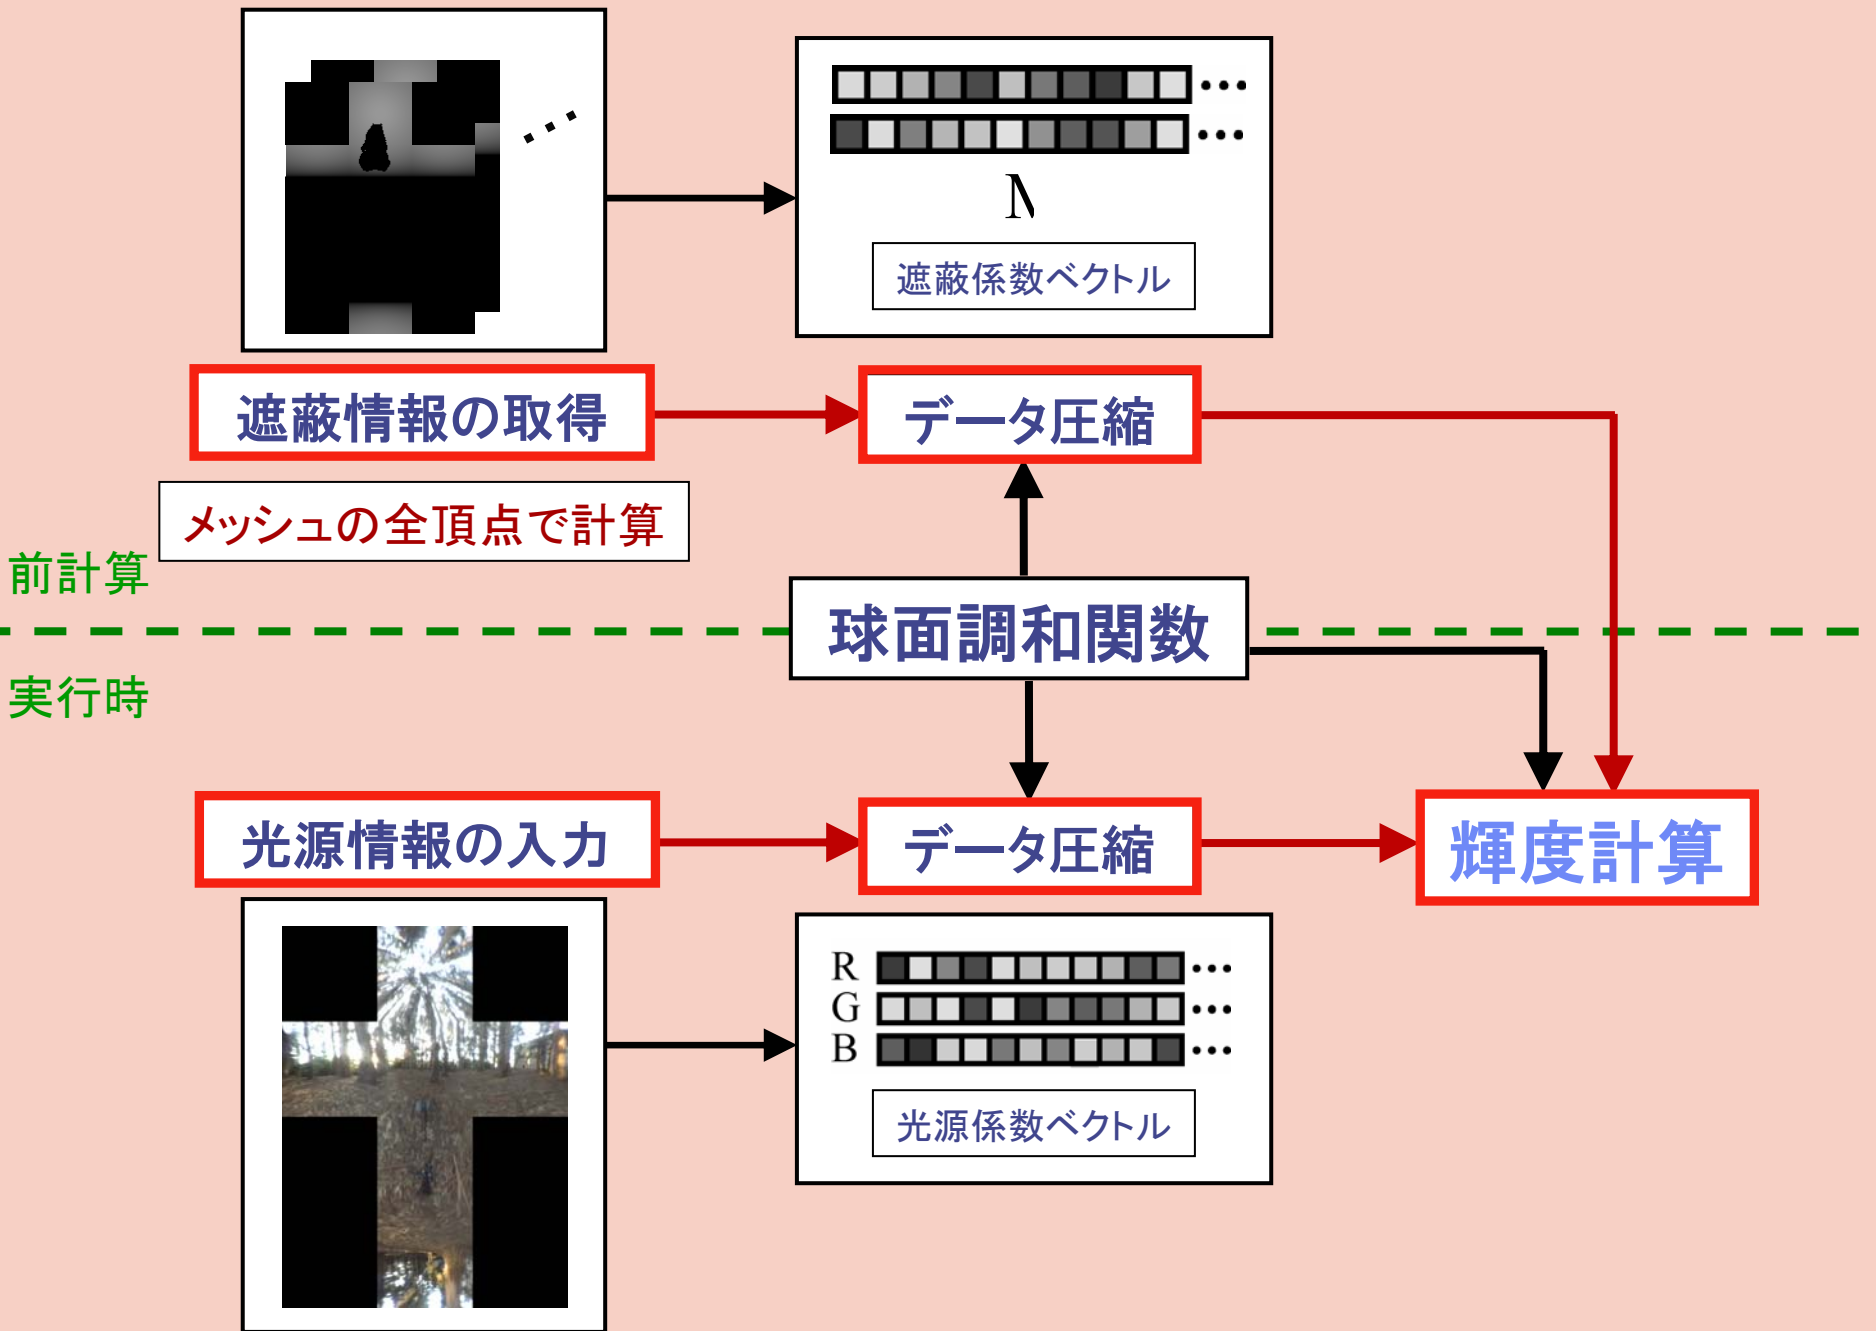 遮蔽係数ベクトル
遮蔽情報の取得
データ圧縮
メッシュの全頂点で計算
前計算
球面調和関数
実行時
光源情報の入力
データ圧縮
輝度計算
R
G
B
光源係数ベクトル